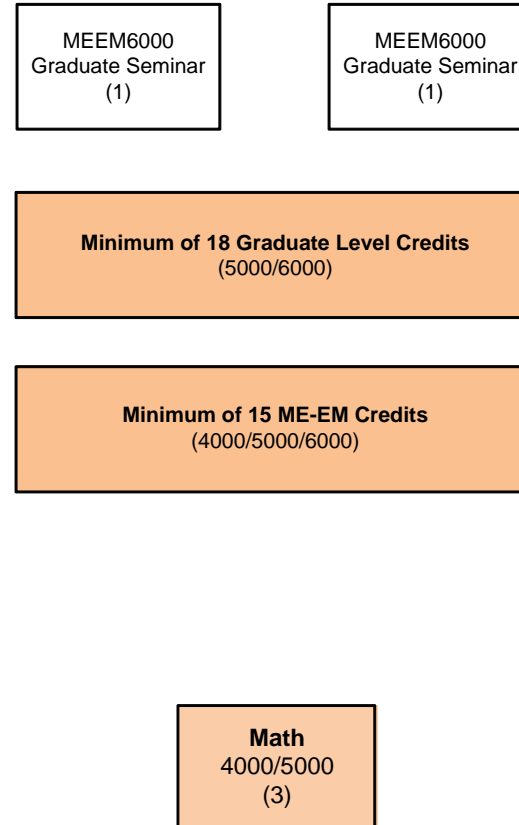 MEEM6000
Graduate Seminar
(1)
MEEM6000
Graduate Seminar
(1)
Minimum of 18 Graduate Level Credits
(5000/6000)
Minimum of 15 ME-EM Credits
(4000/5000/6000)
Math
4000/5000
(3)